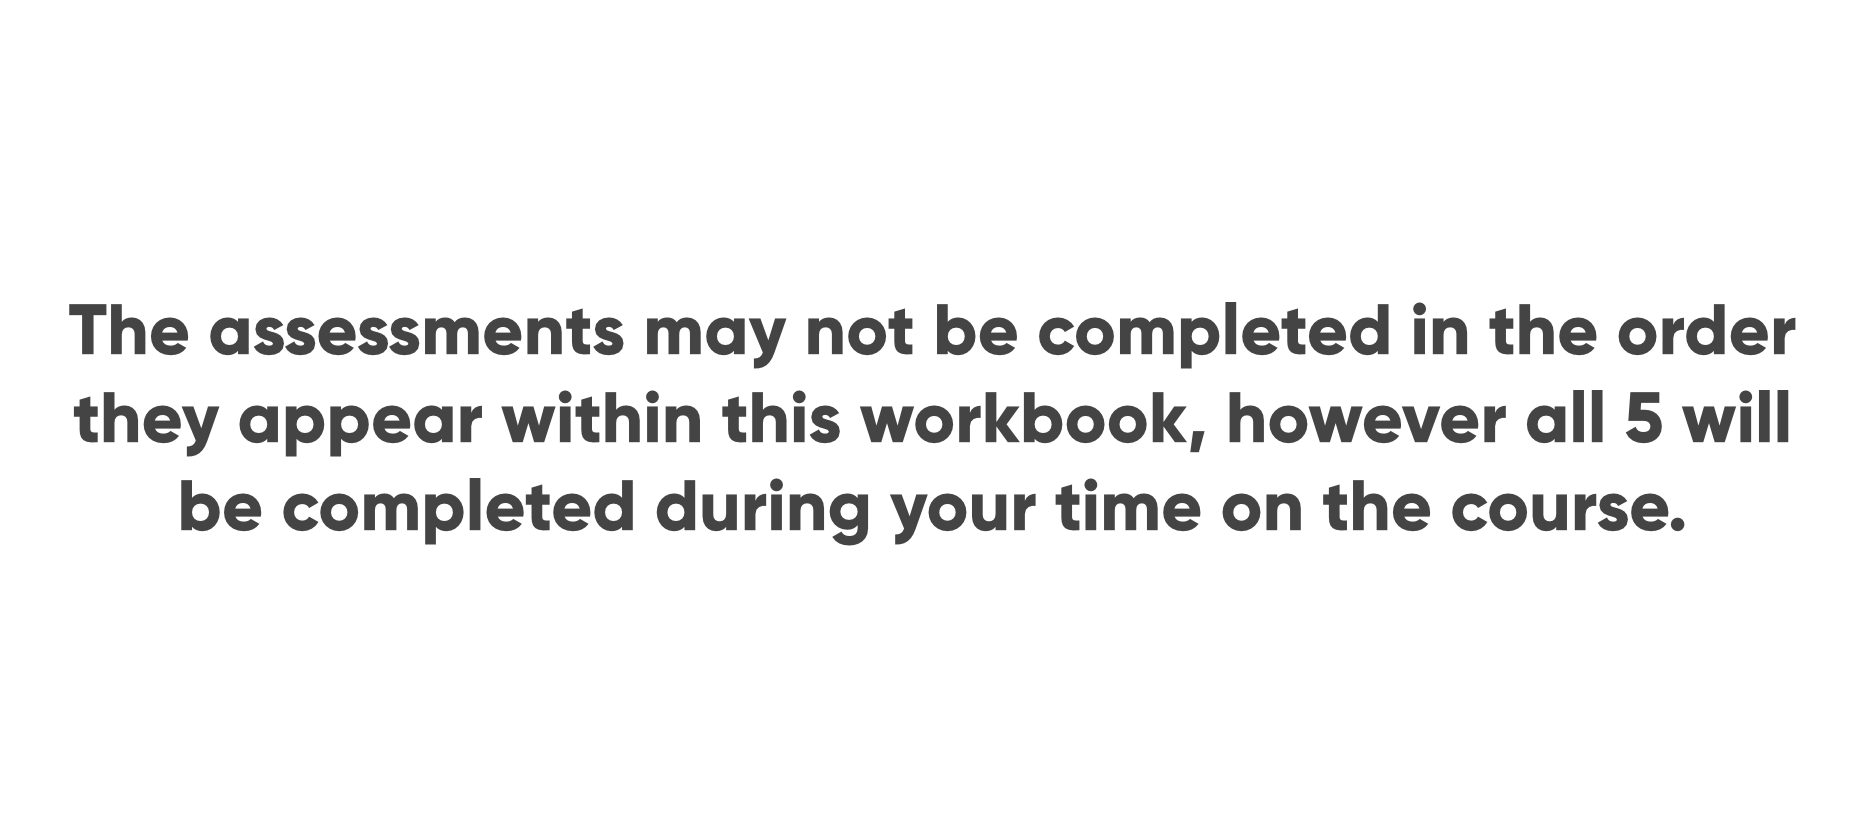 The assessments may not be completed in the order
they appear within this workbook, however all 5 will
be completed during your time on the course.